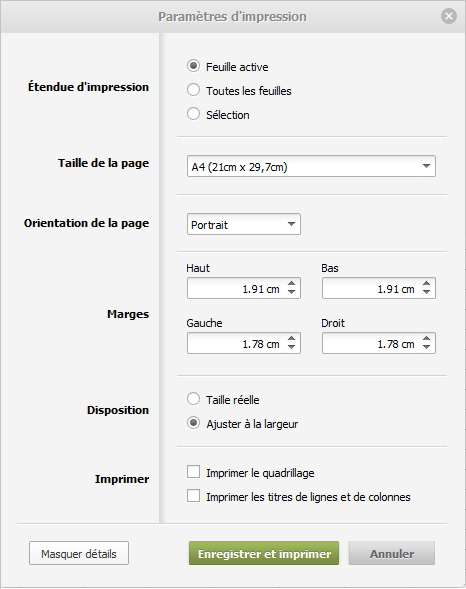 Paramètres d'impression
Étendue d'impression
Feuille active
Toutes les feuilles
Sélection
Taille de la page
A4 (21cm x 29,7cm)
Orientation de la page
Portrait
Marges
Haut Bas
1.91 cm 1.91 cm
Gauche Droit
1.78 cm 1.78 cm
Disposition
Taille réelle
Ajuster à la largeur
Imprimer
Imprimer le quadrillage
Imprimer les titres de lignes et de colonnes
Masquer détails Enregistrer et imprimer Annuler